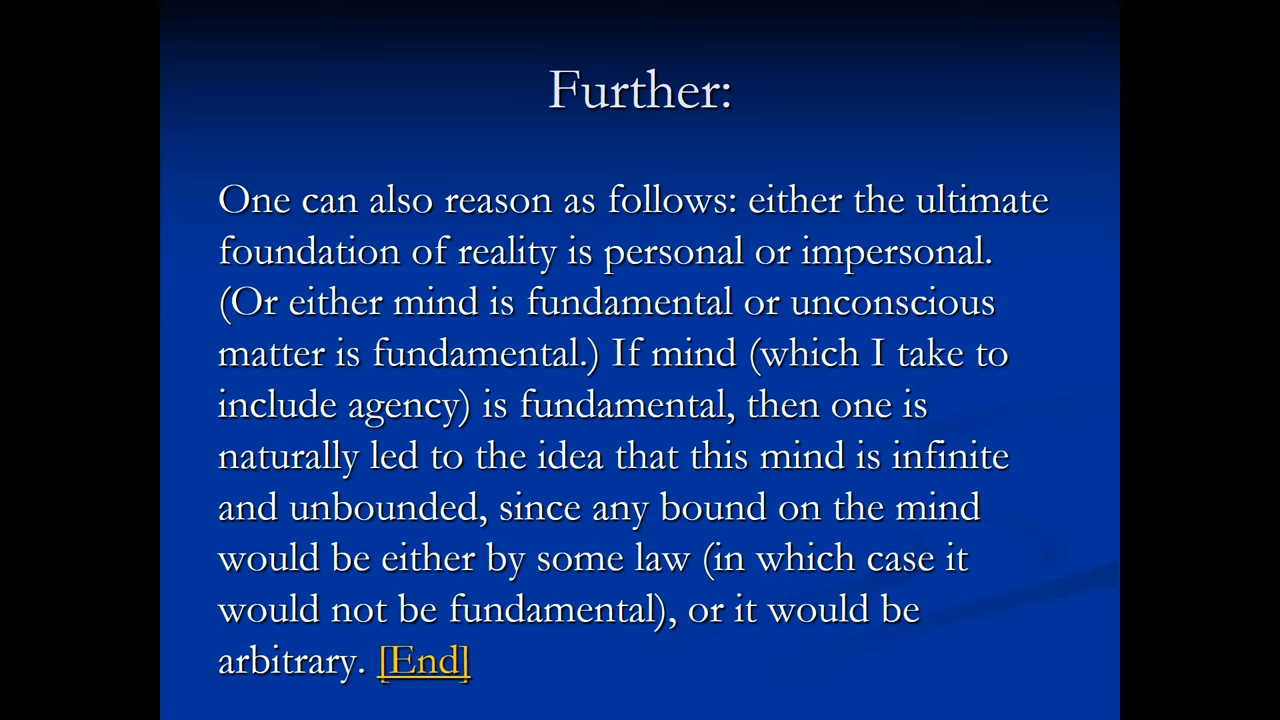 Further:
One can also reason as follows: either the ultimate
foundation of reality is personal or impersonal.
(Or either mind is fundamental or unconscious
matter is fundamental.) If mind (which I take to
include agency) is fundamental, then one is
naturally led to the idea that this mind is infinite
and unbounded, since any bound on the mind
would be either by some law (in which case it
would not be fundamental), or it would be
arbitrary. [End]